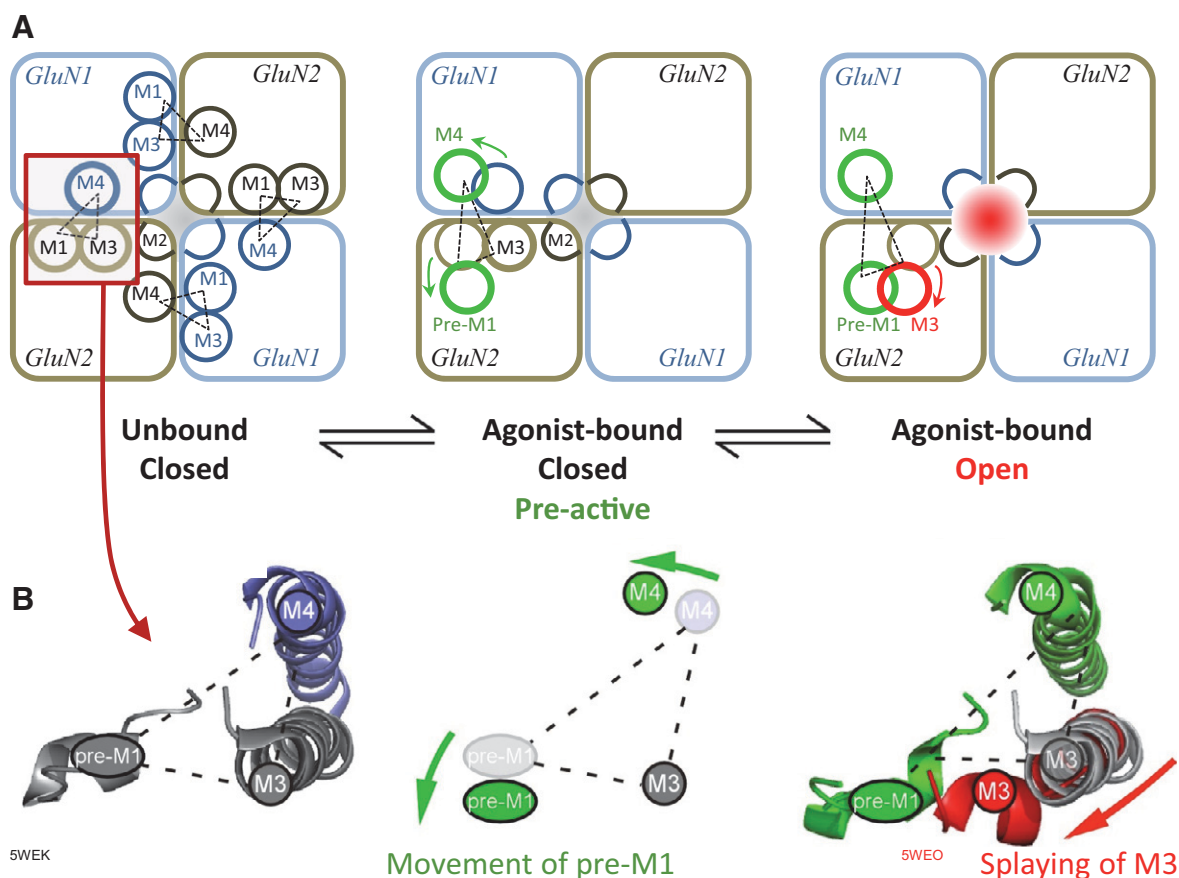 A
GluN1
GluN2
M1
M3
M4
M4
M1
M3
M1
M3
M2
M4
M4
M1
M3
GluN2
GluN1
GluN1
GluN2
M4
M3
M2
Pre-M1
GluN2
GluN1
GluN1
GluN2
M4
Pre-M1
M3
GluN2
GluN1
Unbound
Closed
Agonist-bound
Closed
Pre-active
Agonist-bound
Open
B
M4
pre-M1
M3
5WEK
M4
M4
pre-M1
pre-M1
M3
Movement of pre-M1
M4
M3
M3
pre-M1
5WEO
Splaying of M3